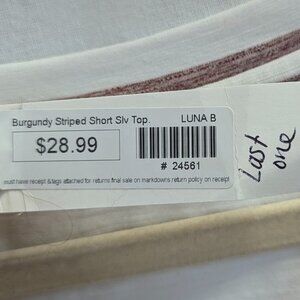 Burgundy Striped Short Slv Top. LUNA B
$28.99
# 24561
must have receipt &tags attached for returns final sale on markdowns return policy on receipt
Last
one